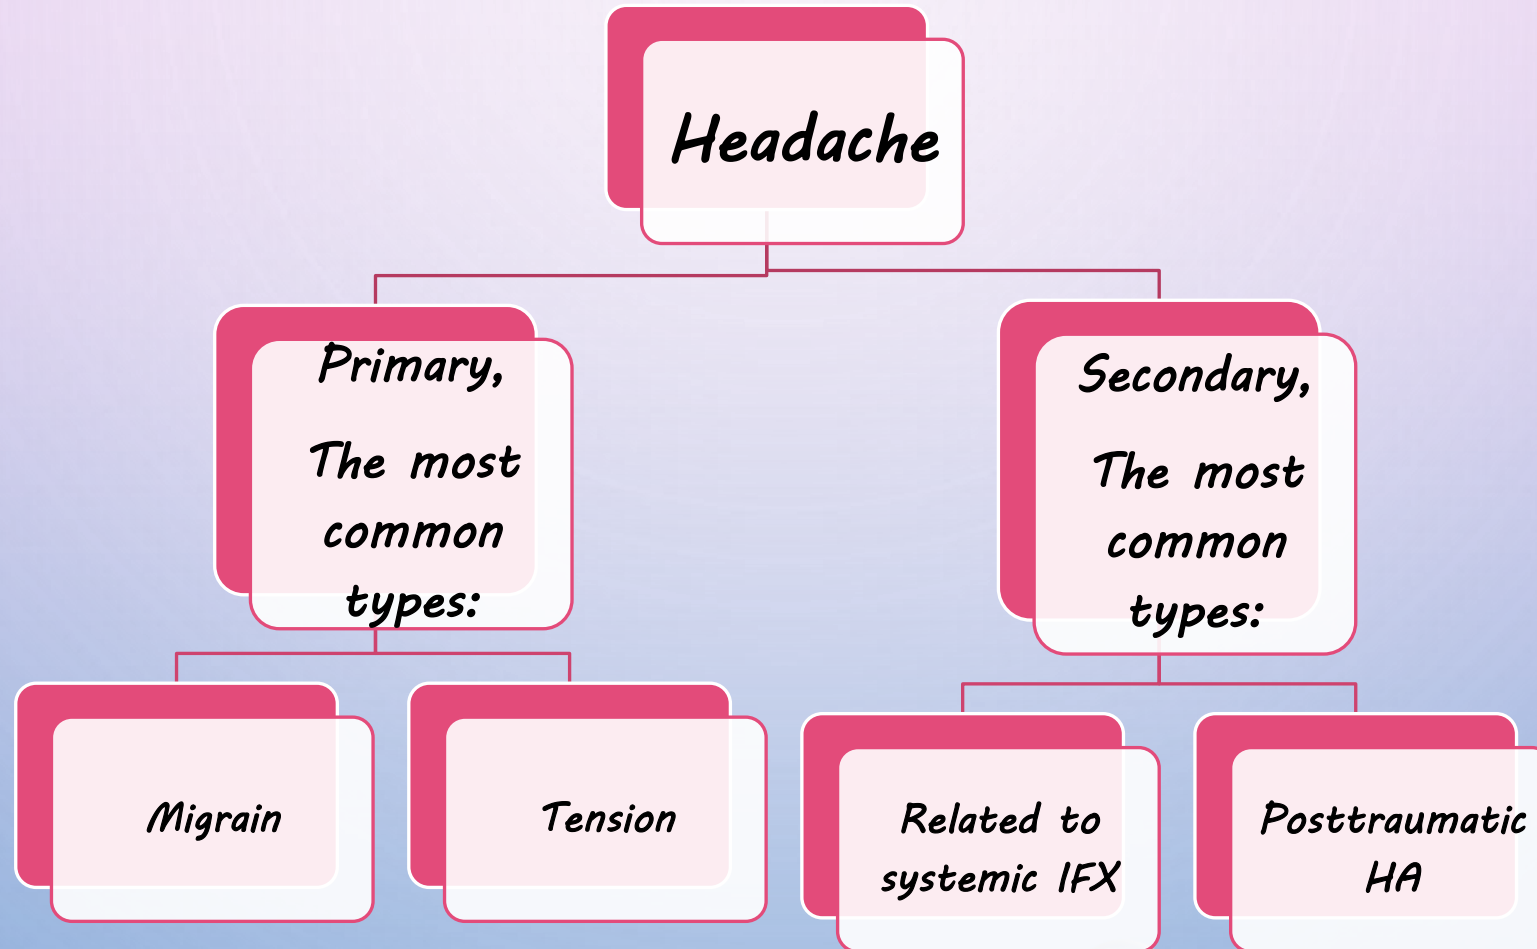 Headache
Primary,
The most
common
types:
Secondary,
The most
common
types:
Migrain
Tension
Related to
systemic IFX
Posttraumatic
HA